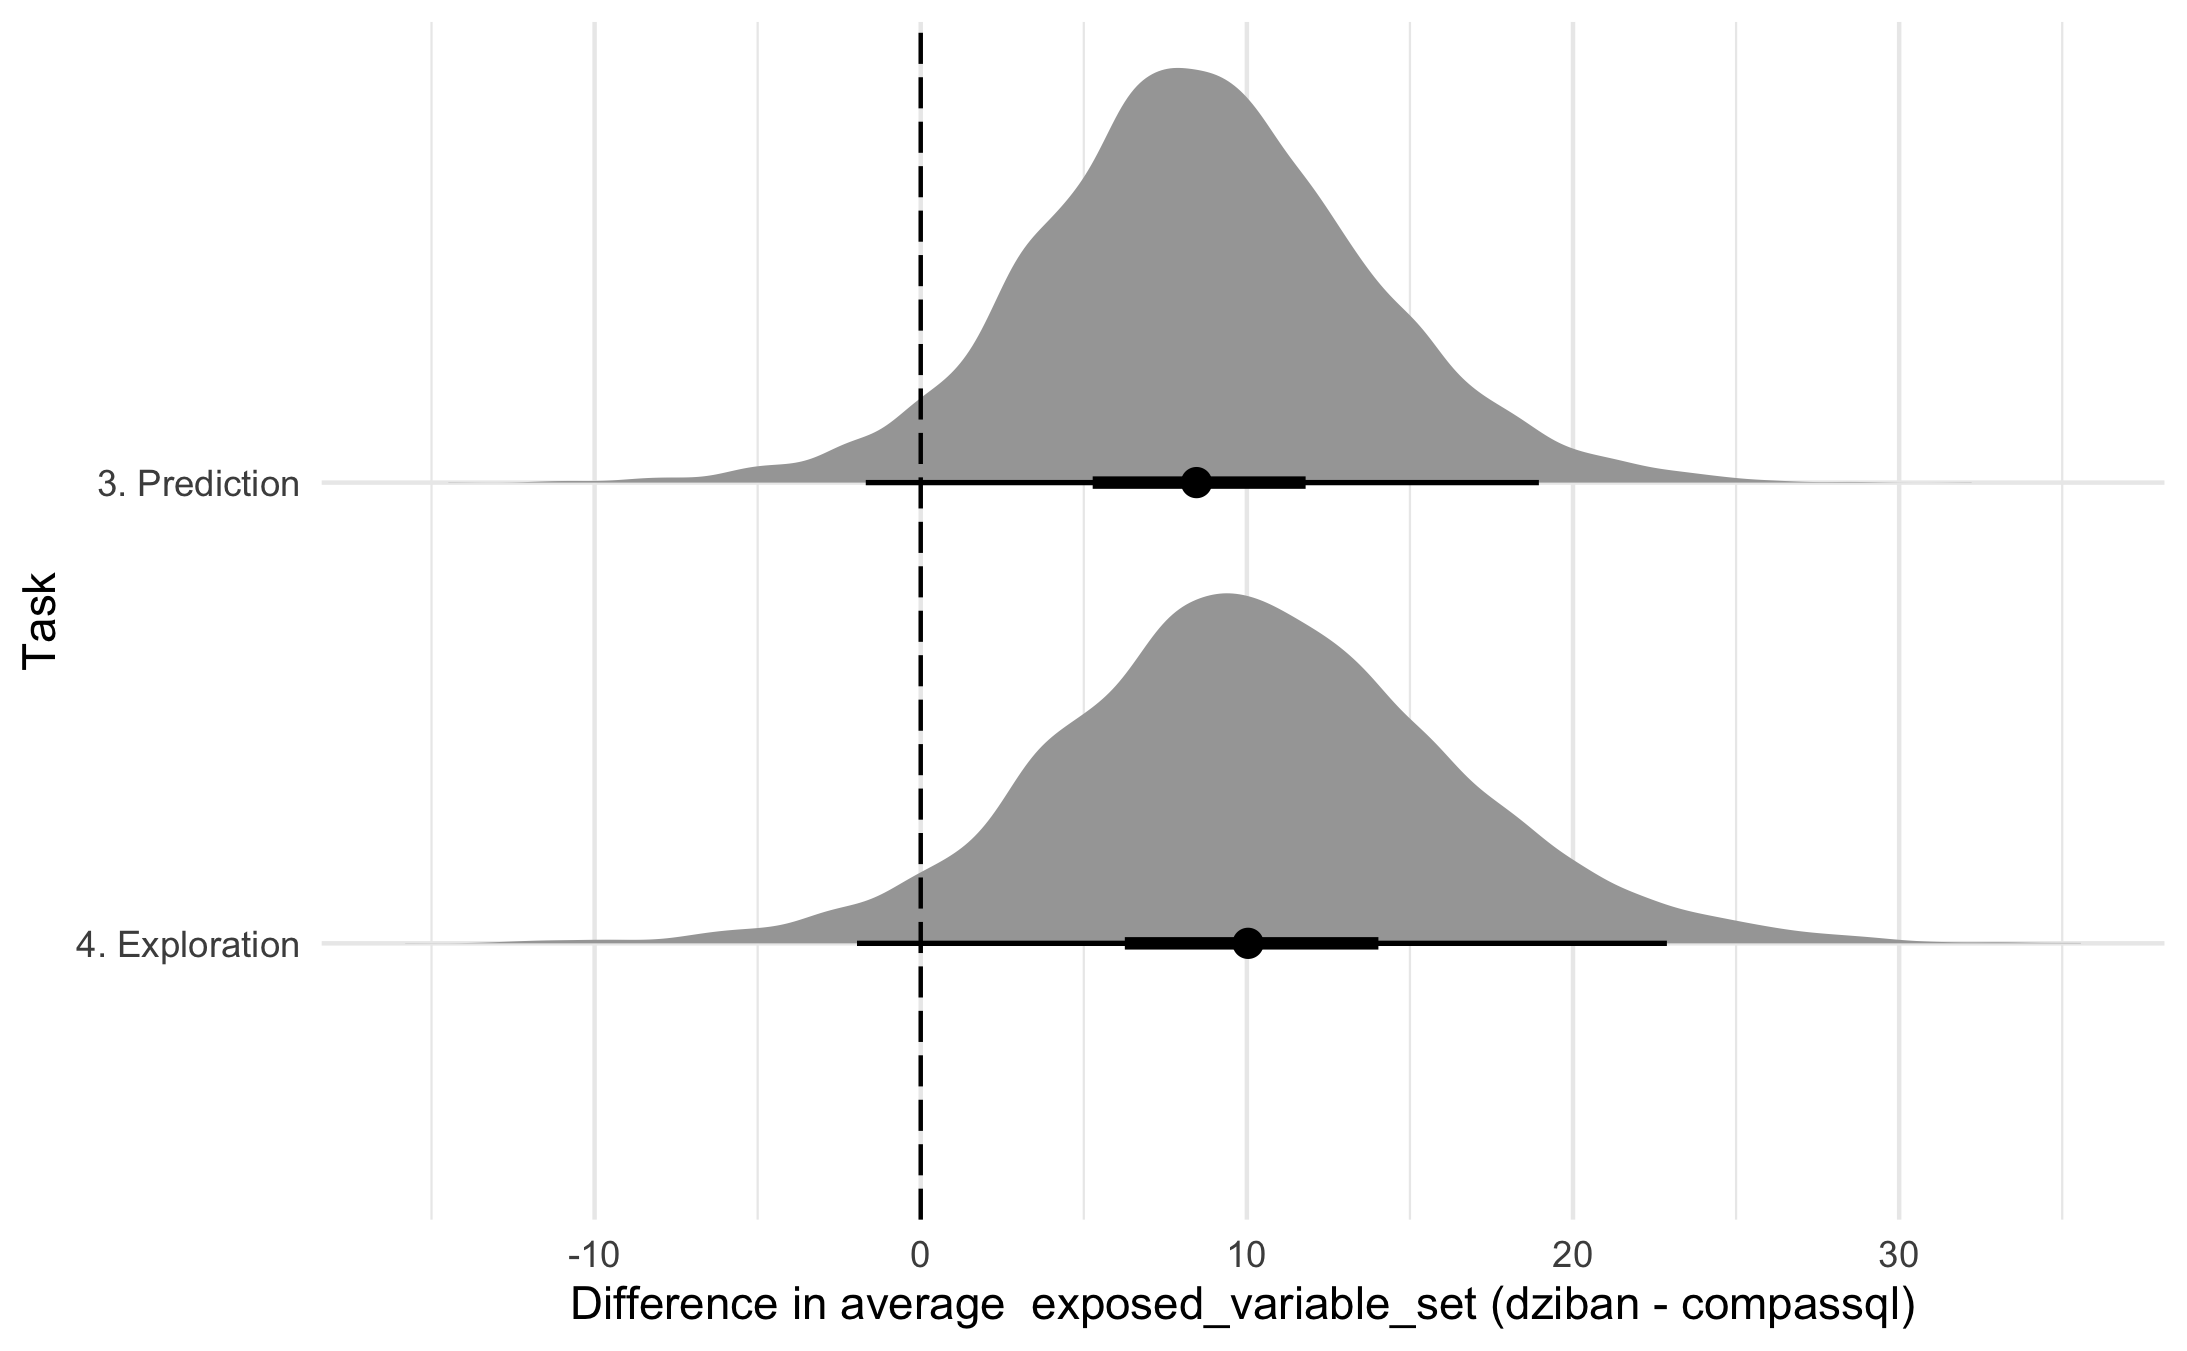 3. Prediction
Task
4. Exploration
-10 0 10 20 30
Difference in average  exposed_variable_set (dziban - compassql)